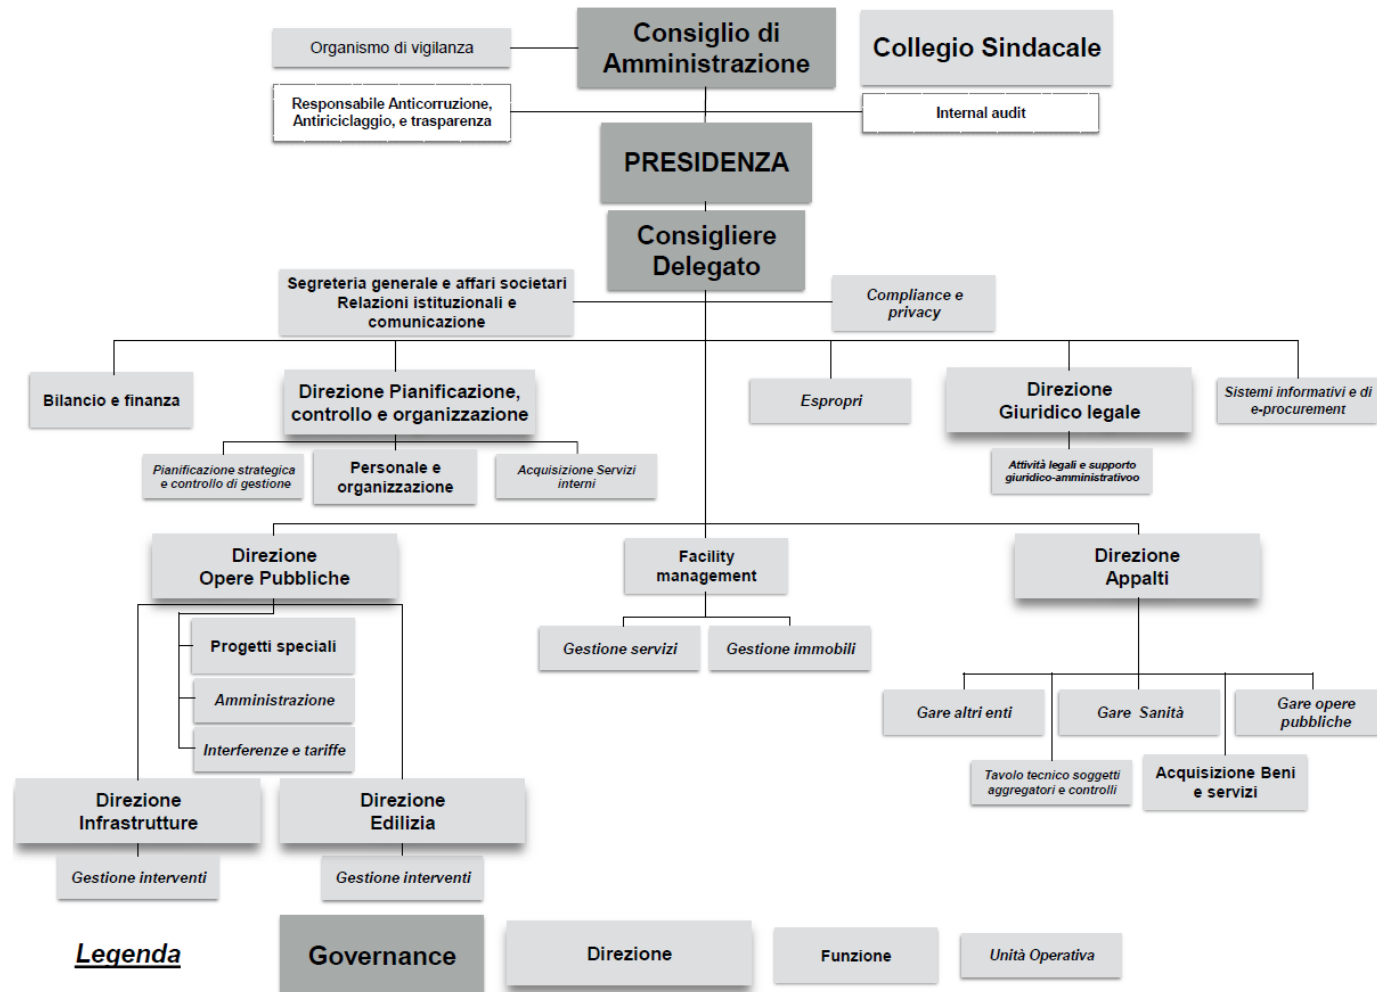 Organismo di vigilanza
Consiglio di
Amministrazione
Collegio Sindacale
Responsabile Anticorruzione,
Antiriciclaggio, e trasparenza
Internal audit
PRESIDENZA
Consigliere
Delegato
Segreteria generale e affari societari
Relazioni istituzionali e
comunicazione
Compliance e
privacy
Bilancio e finanza
Direzione Pianificazione,
controllo e organizzazione
Espropri
Direzione
Giuridico legale
Sistemi informativi e di
e-procurement
Pianificazione strategica
e controllo di gestione
Personale e
organizzazione
Acquisizione Servizi
interni
Attività legali e supporto
giuridico-amministrativoo
Direzione
Opere Pubbliche
Facility
management
Direzione
Appalti
Progetti speciali
Amministrazione
Interferenze e tariffe
Gestione servizi
Gestione immobili
Gare altri enti
Gare Sanità
Gare opere
pubbliche
Tavolo tecnico soggetti
aggregatori e controlli
Acquisizione Beni
e servizi
Direzione
Infrastrutture
Direzione
Edilizia
Gestione interventi
Gestione interventi
Legenda
Governance
Direzione
Funzione
Unità Operativa